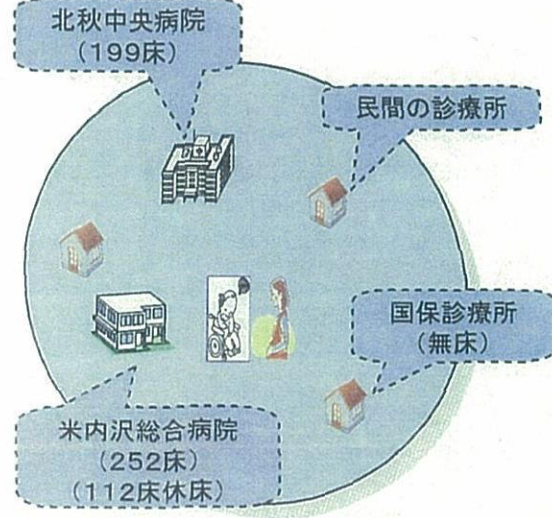 北秋中央病院
（199床）
民間の診療所
国保診療所
（無床）
米内沢総合病院
（252床）
（112床休床）